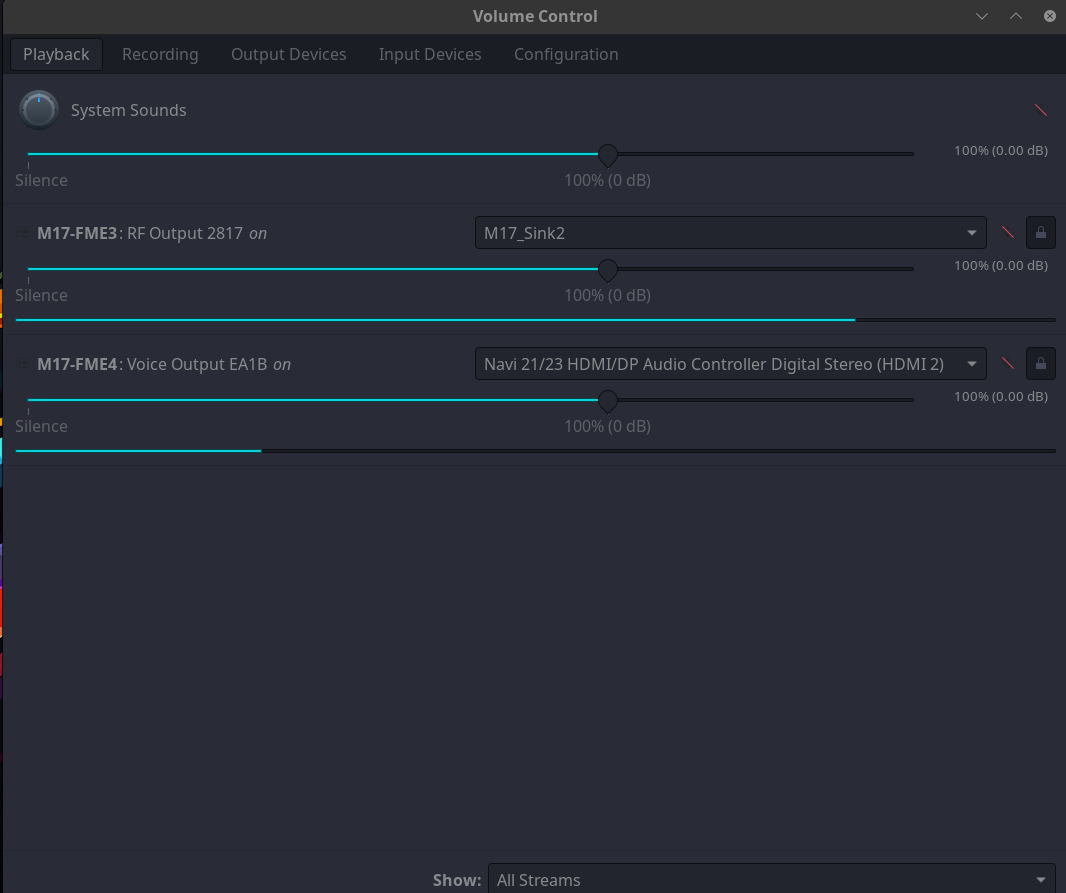 Volume Control
Playback Recording Output Devices Input Devices Configuration
System Sounds
100% (0.00 dB)
Silence 100% (0 dB)
M17-FME3: RF Output 2817 on M17_Sink2
100% (0.00 dB)
Silence 100% (0 dB)
M17-FME4: Voice Output EA1B on Navi 21/23 HDMI/DP Audio Controller Digital Stereo (HDMI 2)
100% (0.00 dB)
Silence 100% (0 dB)
Show: All Streams